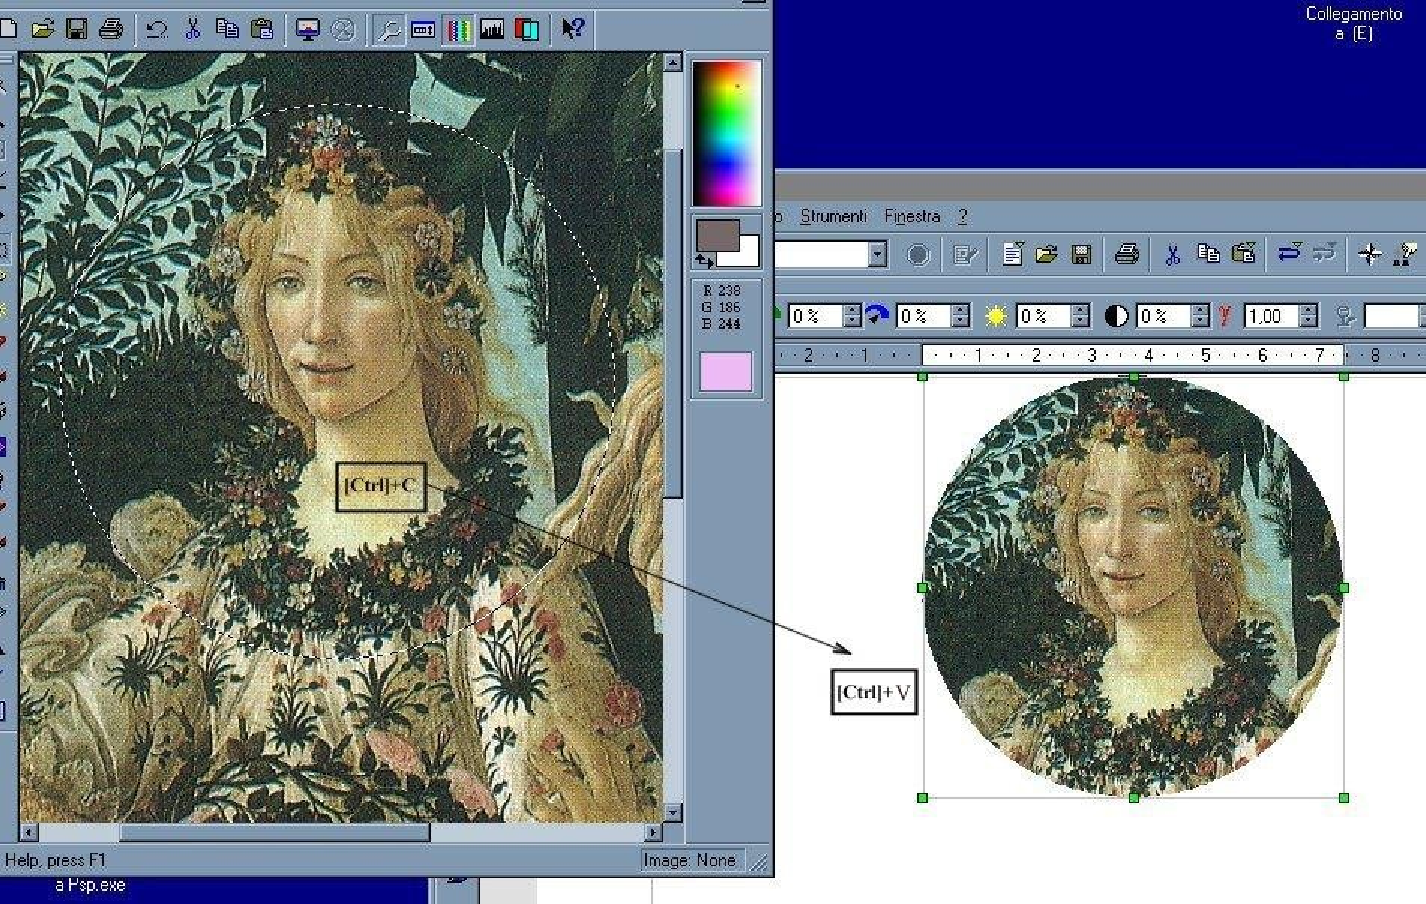 Collegamento
a (E)
o Strumenti Finestra ?
R 238
G 186
B 244
0 % 0 % 0 % 0 % 1,00
2 1 1 2 3 4 5 6 7 8
[Ctrl]+C
[Ctrl]+V
Help, press F1
Image: None
a Psp.exe